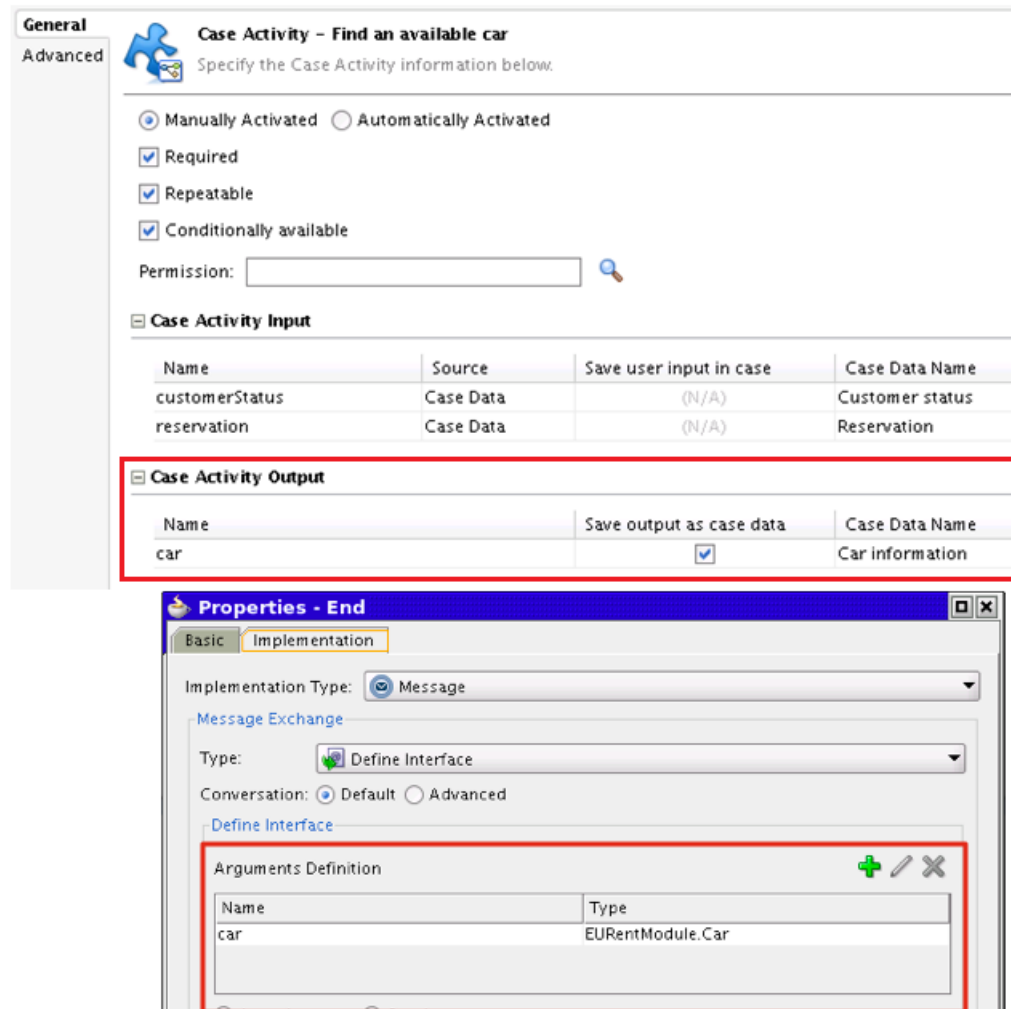 General
Advanced
Case Activity – Find an available car
Specify the Case Activity information below.
Manually Activated Automatically Activated
Required
Repeatable
Conditionally available
Permission:
Case Activity Input
Name Source Save user input in case Case Data Name
customerStatus Case Data (N/A) Customer status
reservation Case Data (N/A) Reservation
Case Activity Output
Name Save output as case data Case Data Name
car Car information
Properties - End
Basic Implementation
Implementation Type: Message
Message Exchange
Type: Define Interface
Conversation: Default Advanced
Define Interface
Arguments Definition
Name Type
car EURentModule.Car